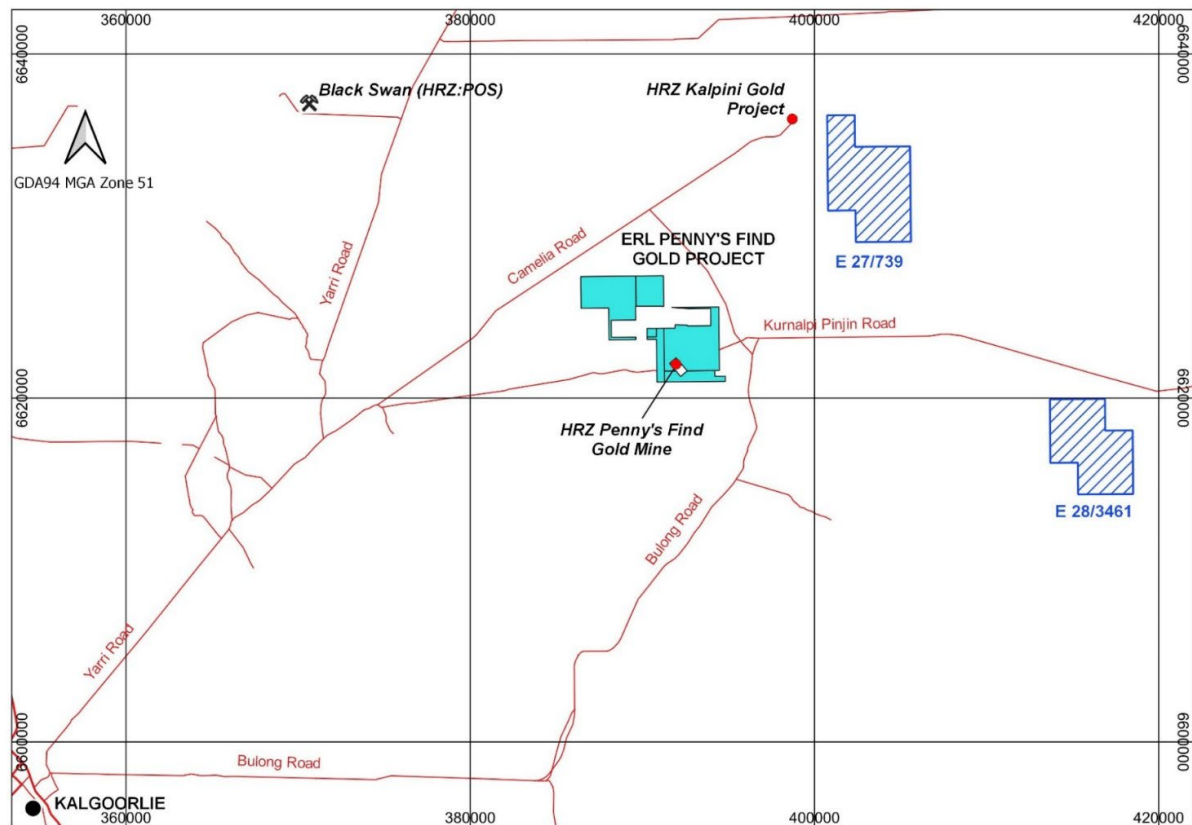 360000
380000
400000
420000
6640000
6640000
Black Swan (HRZ:POS)
HRZ Kalpini Gold
Project
GDA94 MGA Zone 51
Yarri Road
Camelia Road
ERL PENNY'S FIND
GOLD PROJECT
E 27/739
Kurnalpi Pinjin Road
6620000
6620000
HRZ Penny's Find
Gold Mine
E 28/3461
Bulong Road
Yarri Road
6600000
6600000
Bulong Road
KALGOORLIE
360000
380000
400000
420000